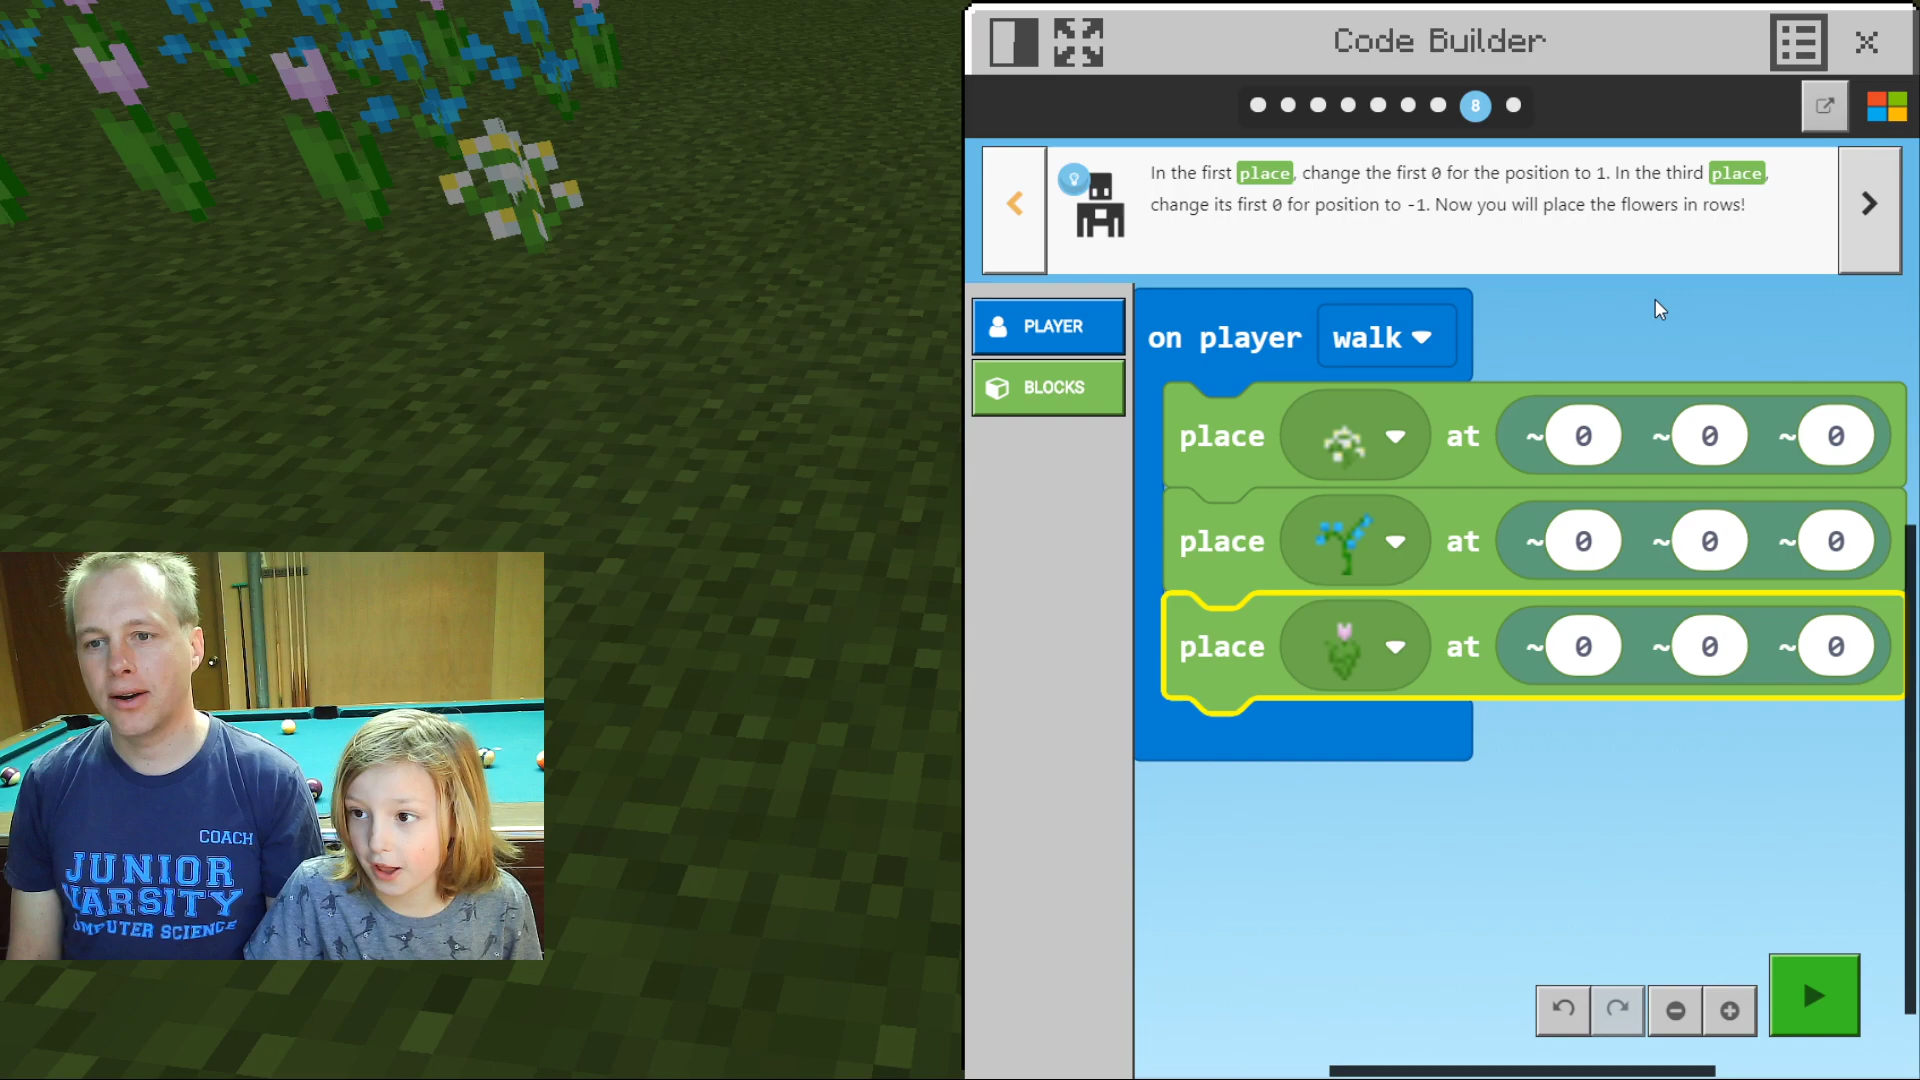 Code Builder
8
In the first place, change the first 0 for the position to 1. In the third place,
change its first 0 for position to -1. Now you will place the flowers in rows!
PLAYER
BLOCKS
on player walk
place at ~ 0 ~ 0 ~ 0
place at ~ 0 ~ 0 ~ 0
place at ~ 0 ~ 0 ~ 0
COACH
JUNIOR
VARSITY
COMPUTER SCIENCE